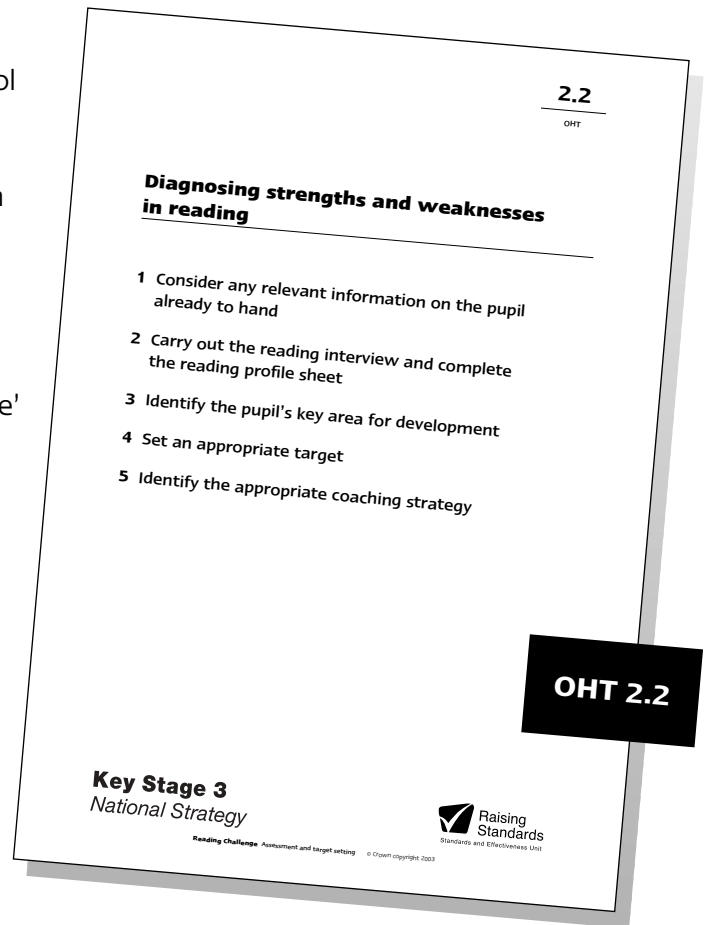 ol
n
e'
2.2
OHT
Diagnosing strengths and weaknesses
in reading
1 Consider any relevant information on the pupil
already to hand
2 Carry out the reading interview and complete
the reading profile sheet
3 Identify the pupil's key area for development
4 Set an appropriate target
5 Identify the appropriate coaching strategy
OHT 2.2
Key Stage 3
National Strategy
Raising
Standards
Standards and Effectiveness Unit
Reading Challenge Assessment and target setting © Crown copyright 2003